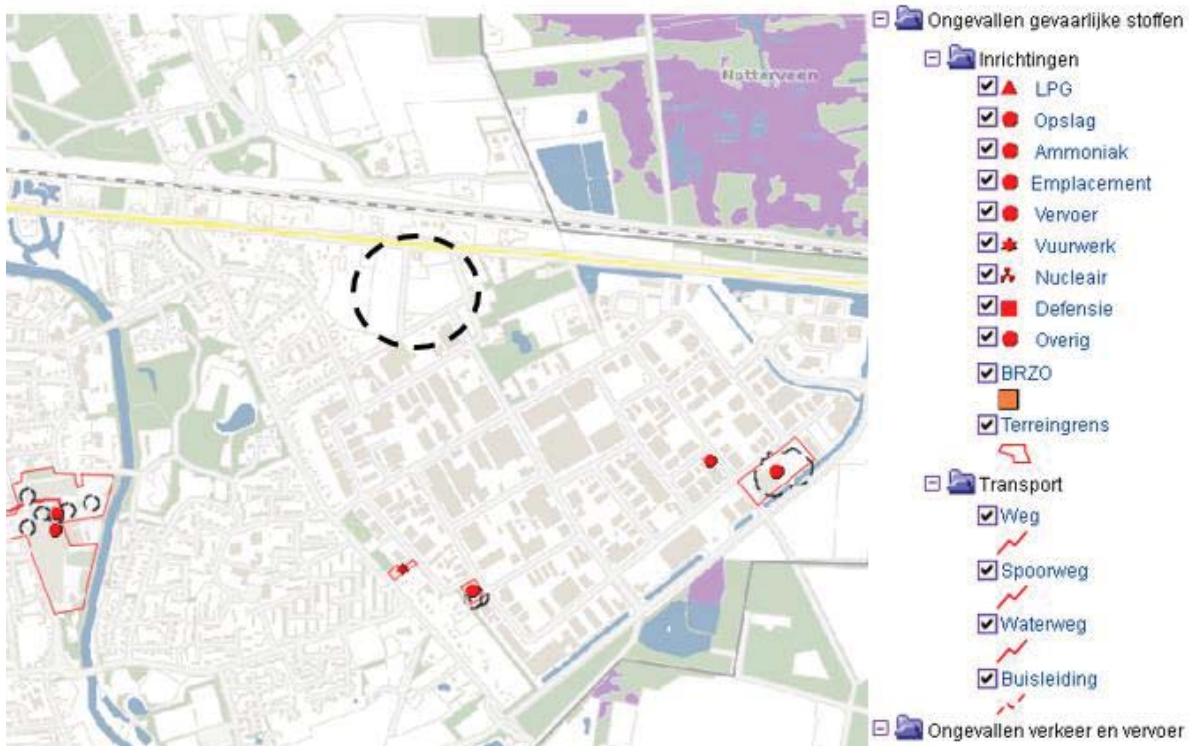 Notterveen
Ongevallen gevaarlijke stoffen
Inrichtingen
LPG
Opslag
Ammoniak
Emplacement
Vervoer
Vuurwerk
Nucleair
Defensie
Overig
BRZO
Terreingrens
Transport
Weg
Spoorweg
Waterweg
Buisleiding
Ongevallen verkeer en vervoer